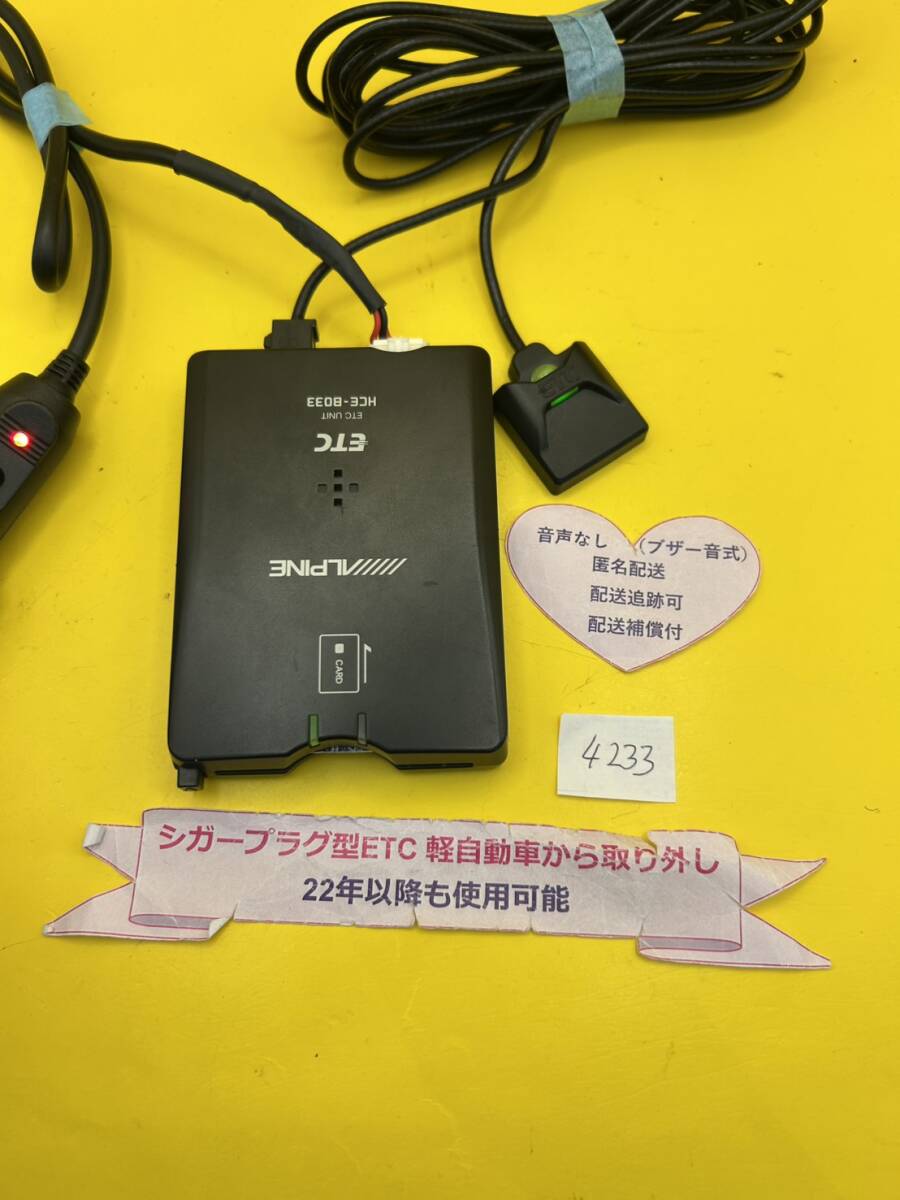 HCE-B033
ETC UNIT
ETC
ALPINE
CARD
音声なし (ブザー音式)
匿名配送
配送追跡可
配送補償付
4233
シガープラグ型ETC 軽自動車から取り外し
22年以降も使用可能